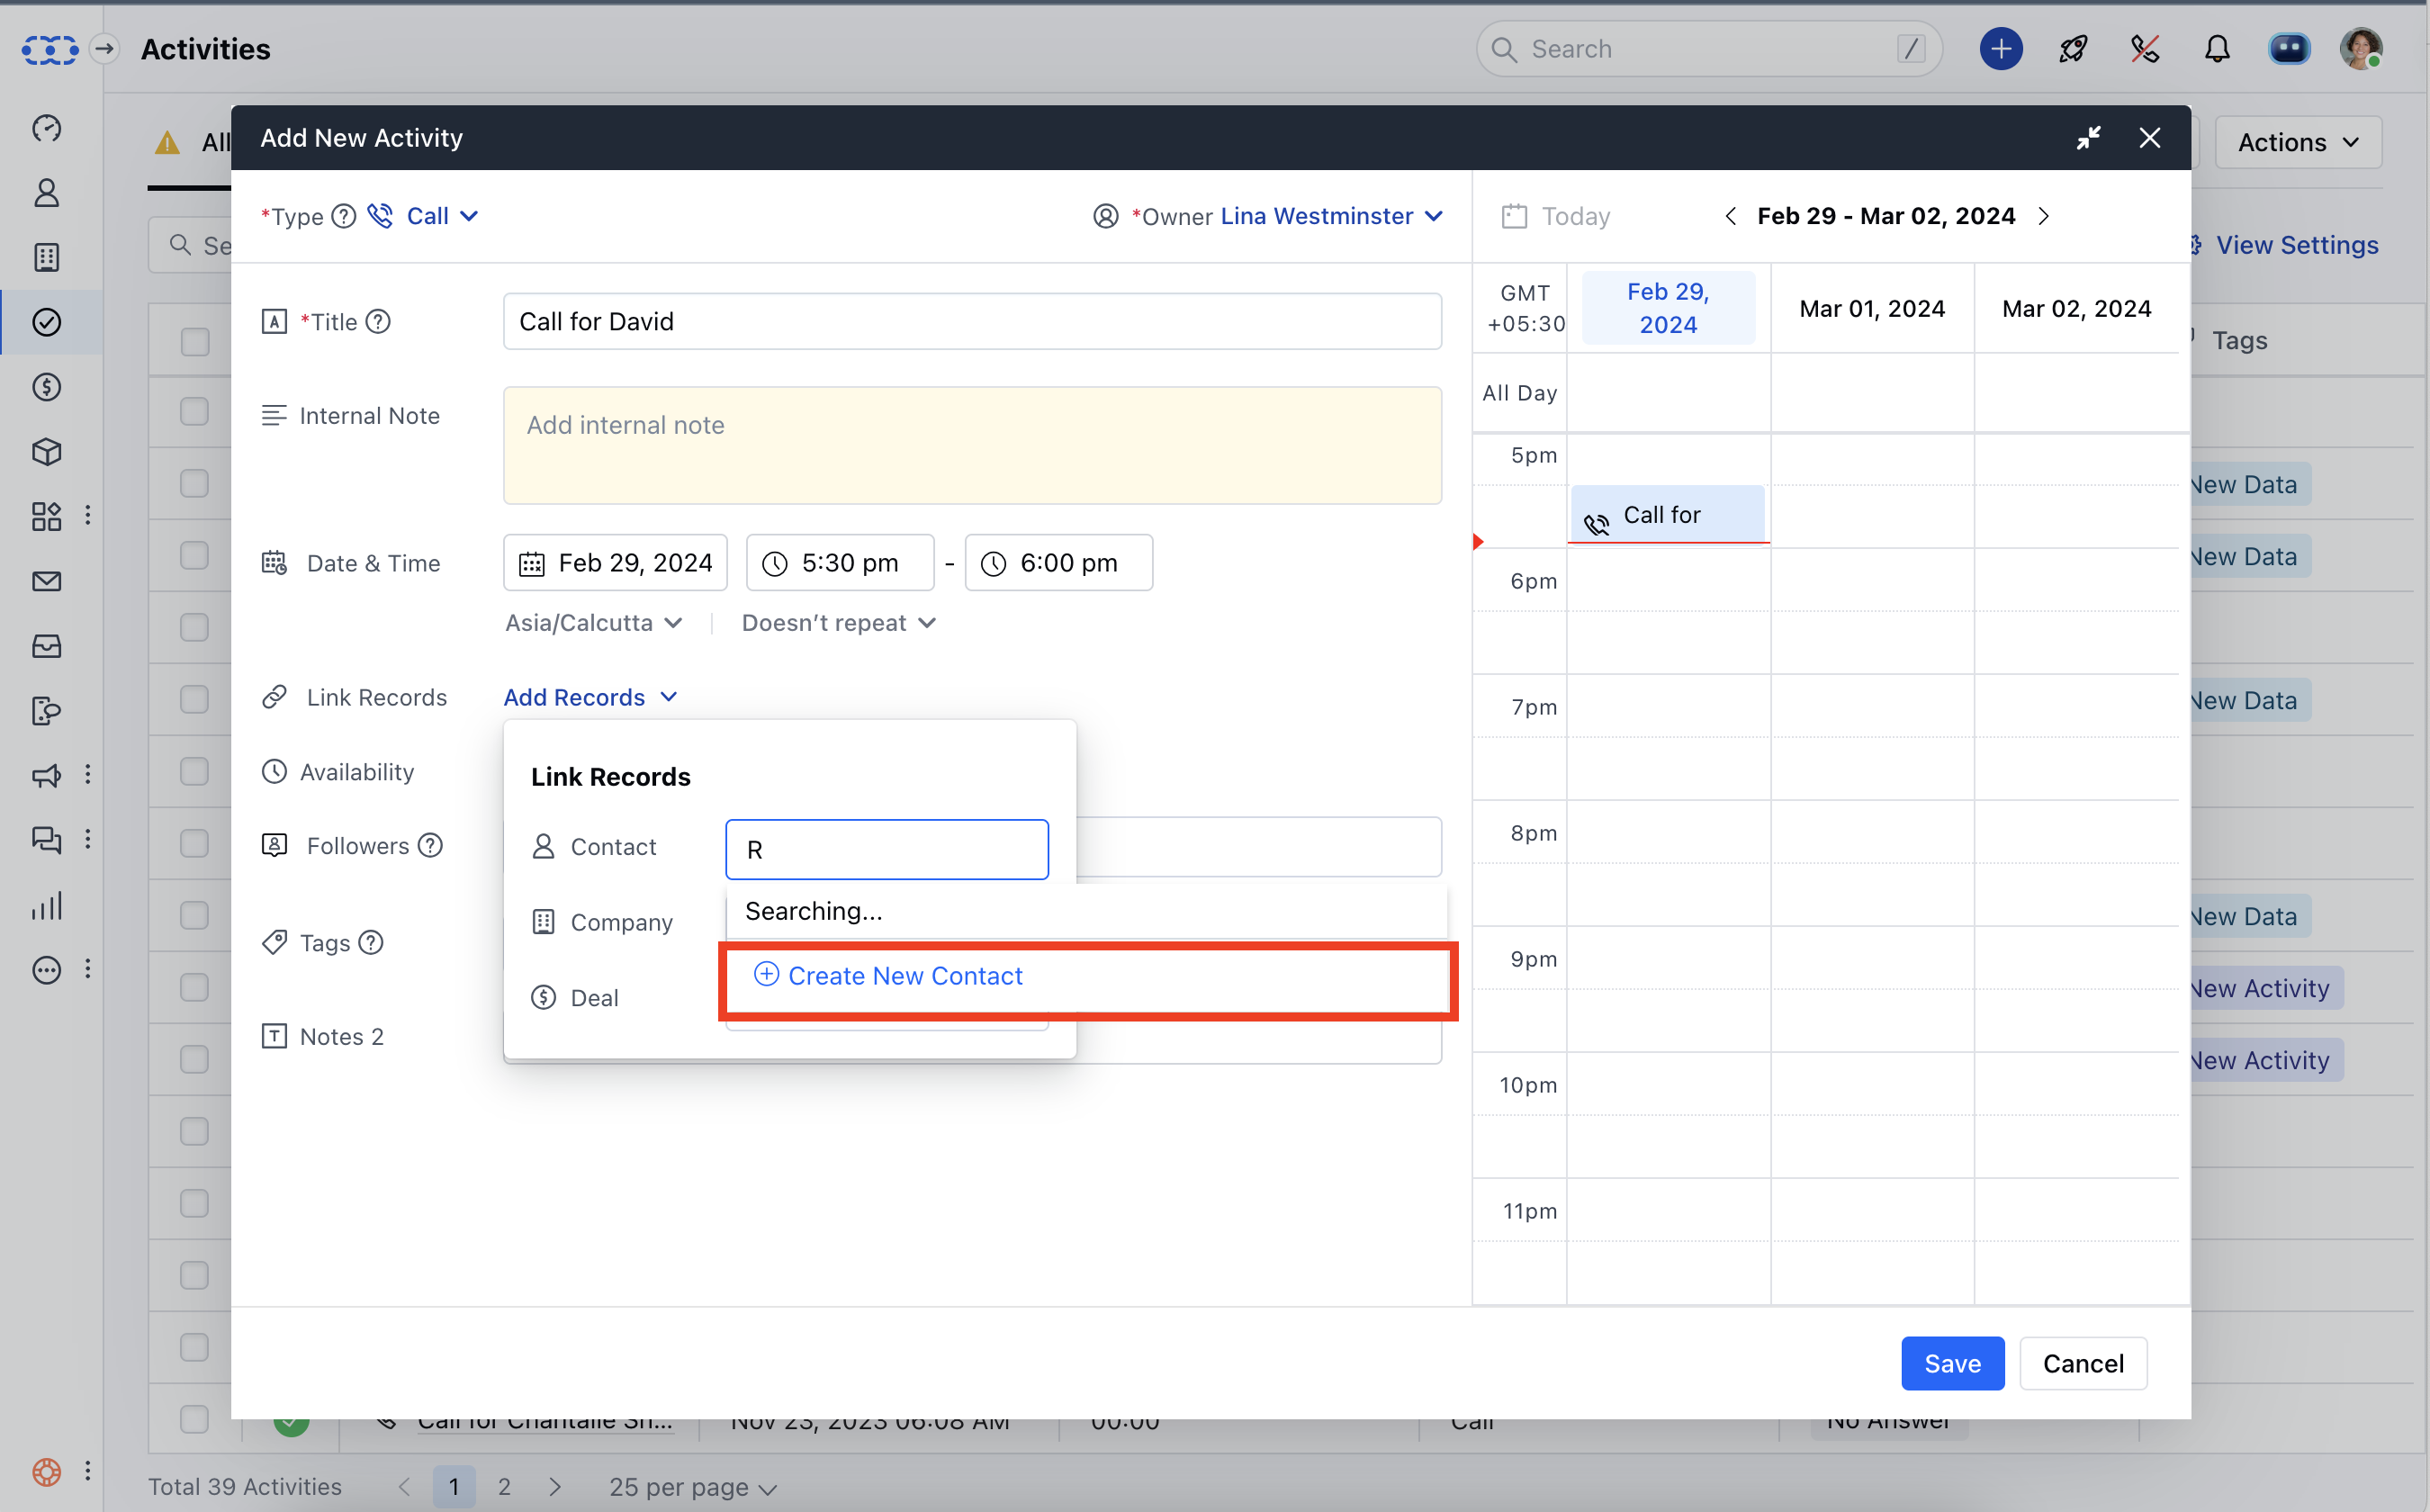 Activities
Search /
All
Actions
Add New Activity
*Type Call
*Owner Lina Westminster
Today
Feb 29 - Mar 02, 2024
View Settings
*Title
Call for David
GMT
+05:30
Feb 29,
2024
Mar 01, 2024
Mar 02, 2024
Tags
All Day
Internal Note
Add internal note
5pm
Call for
New Data
New Data
Date & Time
Feb 29, 2024
5:30 pm - 6:00 pm
6pm
Asia/Calcutta
Doesn't repeat
Link Records
Add Records
7pm
New Data
Link Records
Availability
8pm
Followers
Contact
R
Searching...
Company
New Data
Tags
Create New Contact
9pm
New Activity
Deal
Notes 2
New Activity
10pm
11pm
Save
Cancel
Call for Chantalle Sh...
Nov 23, 2023 06:08 AM
00:00
Call
No Answer
Total 39 Activities
1
2
25 per page